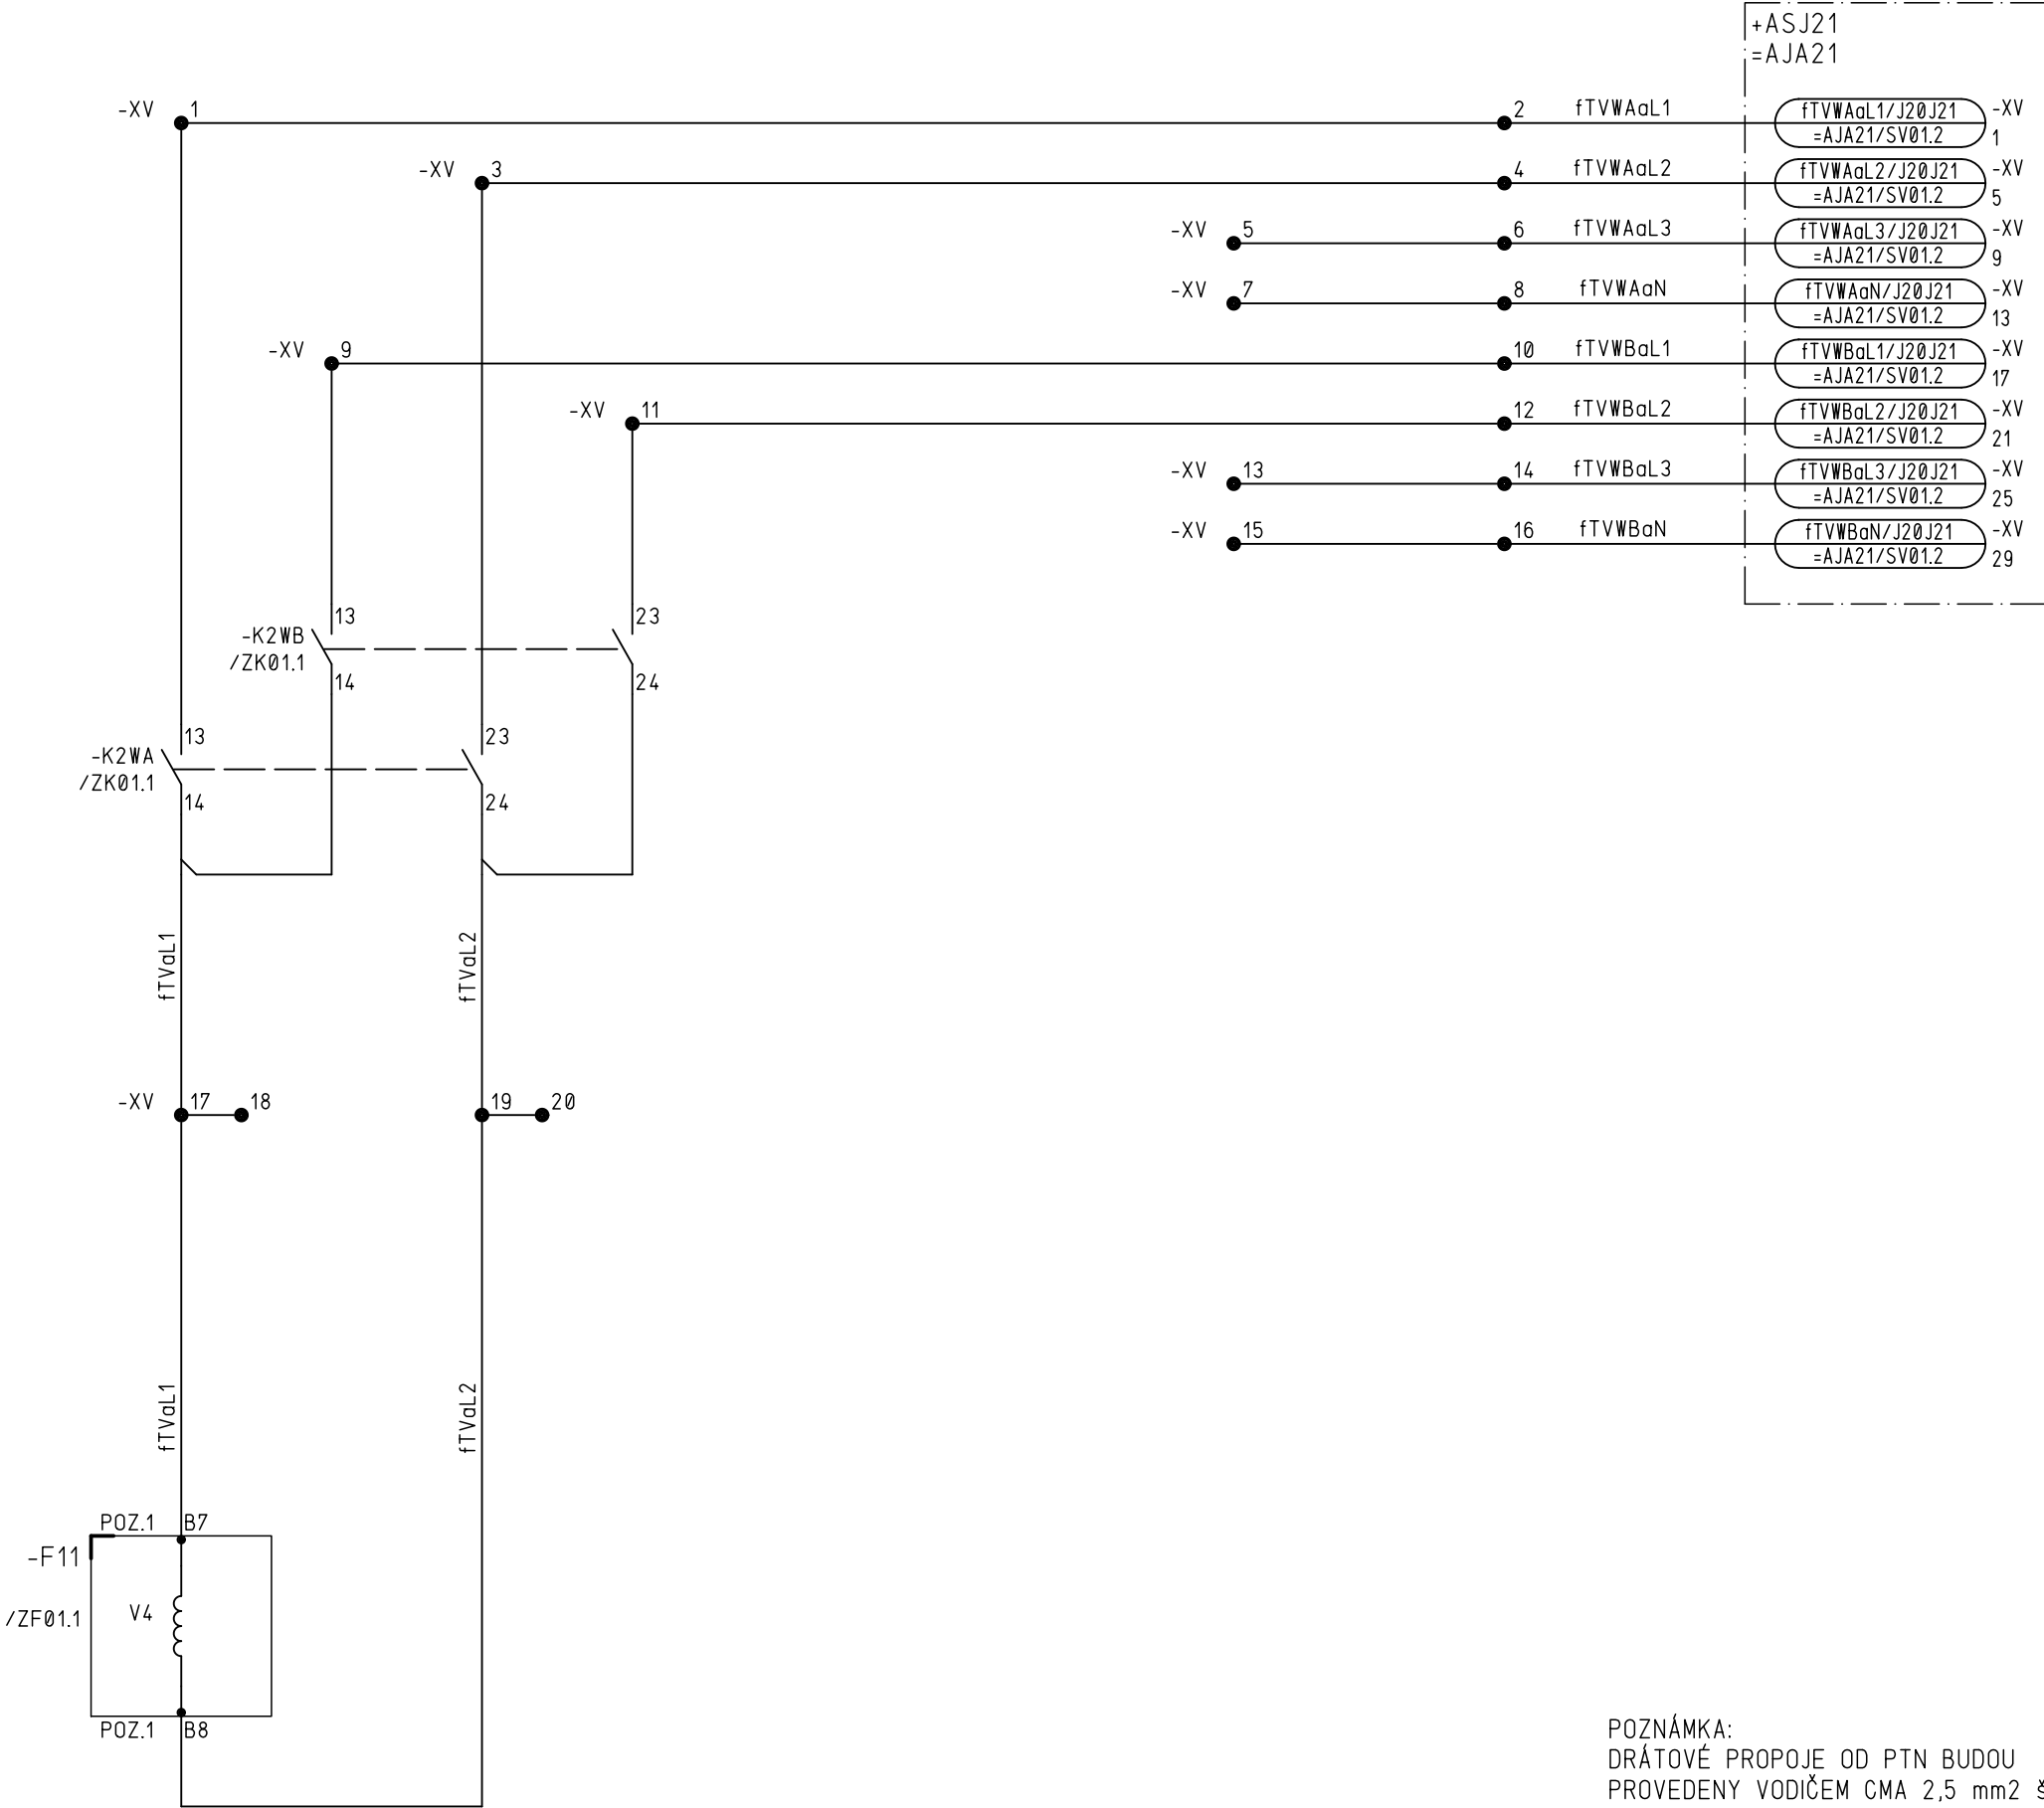 +ASJ21
=AJA21
-XV 1 2 fTVWAaL1 fTVWAaL1/J20J21 -XV
=AJA21/SV01.2 1
-XV 3 4 fTVWAaL2 fTVWAaL2/J20J21 -XV
=AJA21/SV01.2 5
-XV 5 6 fTVWAaL3 fTVWAaL3/J20J21 -XV
=AJA21/SV01.2 9
-XV 7 8 fTVWAaN fTVWAaN/J20J21 -XV
=AJA21/SV01.2 13
-XV 9 10 fTVWBaL1 fTVWBaL1/J20J21 -XV
=AJA21/SV01.2 17
-XV 11 12 fTVWBaL2 fTVWBaL2/J20J21 -XV
=AJA21/SV01.2 21
-XV 13 14 fTVWBaL3 fTVWBaL3/J20J21 -XV
=AJA21/SV01.2 25
-XV 15 16 fTVWBaN fTVWBaN/J20J21 -XV
=AJA21/SV01.2 29
13 23
-K2WB
/ZK01.1
14 24
13 23
-K2WA
/ZK01.1
14 24
fTVaL1 fTVaL2
-XV 17 18 19 20
fTVaL1 fTVaL2
POZ.1 B7
-F11
/ZF01.1 V4
POZ.1 B8
POZNÁMKA:
DRÁTOVÉ PROPOJE OD PTN BUDOU
PROVEDENY VODIČEM CMA 2,5 mm2